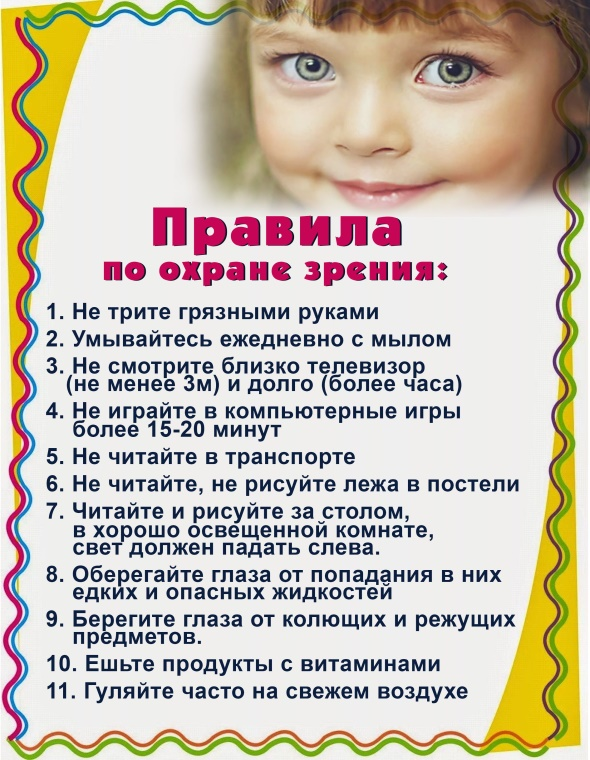 Правила
по охране зрения:
1. Не трите грязными руками
2. Умывайтесь ежедневно с мылом
3. Не смотрите близко телевизор
(не менее 3м) и долго (более часа)
4. Не играйте в компьютерные игры
более 15-20 минут
5. Не читайте в транспорте
6. Не читайте, не рисуйте лежа в постели
7. Читайте и рисуйте за столом,
в хорошо освещенной комнате,
свет должен падать слева.
8. Оберегайте глаза от попадания в них
едких и опасных жидкостей
9. Берегите глаза от колющих и режущих
предметов.
10. Ешьте продукты с витаминами
11. Гуляйте часто на свежем воздухе